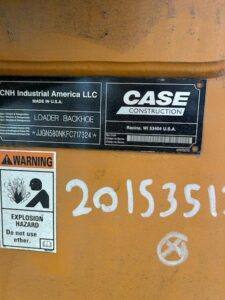 CNH Industrial America LLC
MADE IN U.S.A.
LOADER BACKHOE
*JJGN580NKFC717324*
CASE
CONSTRUCTION
Racine, WI 53404 U.S.A.
WARNING
EXPLOSION
HAZARD
Do not use
ether.
2015351